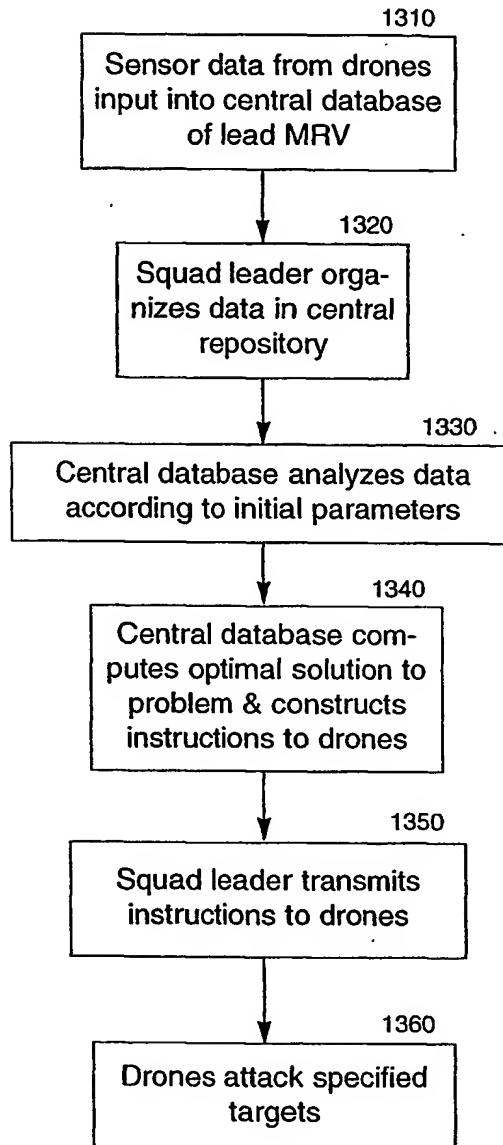 1310
Sensor data from drones
input into central database
of lead MRV
1320
Squad leader orga-
nizes data in central
repository
1330
Central database analyzes data
according to initial parameters
1340
Central database com-
putes optimal solution to
problem & constructs
instructions to drones
1350
Squad leader transmits
instructions to drones
1360
Drones attack specified
targets